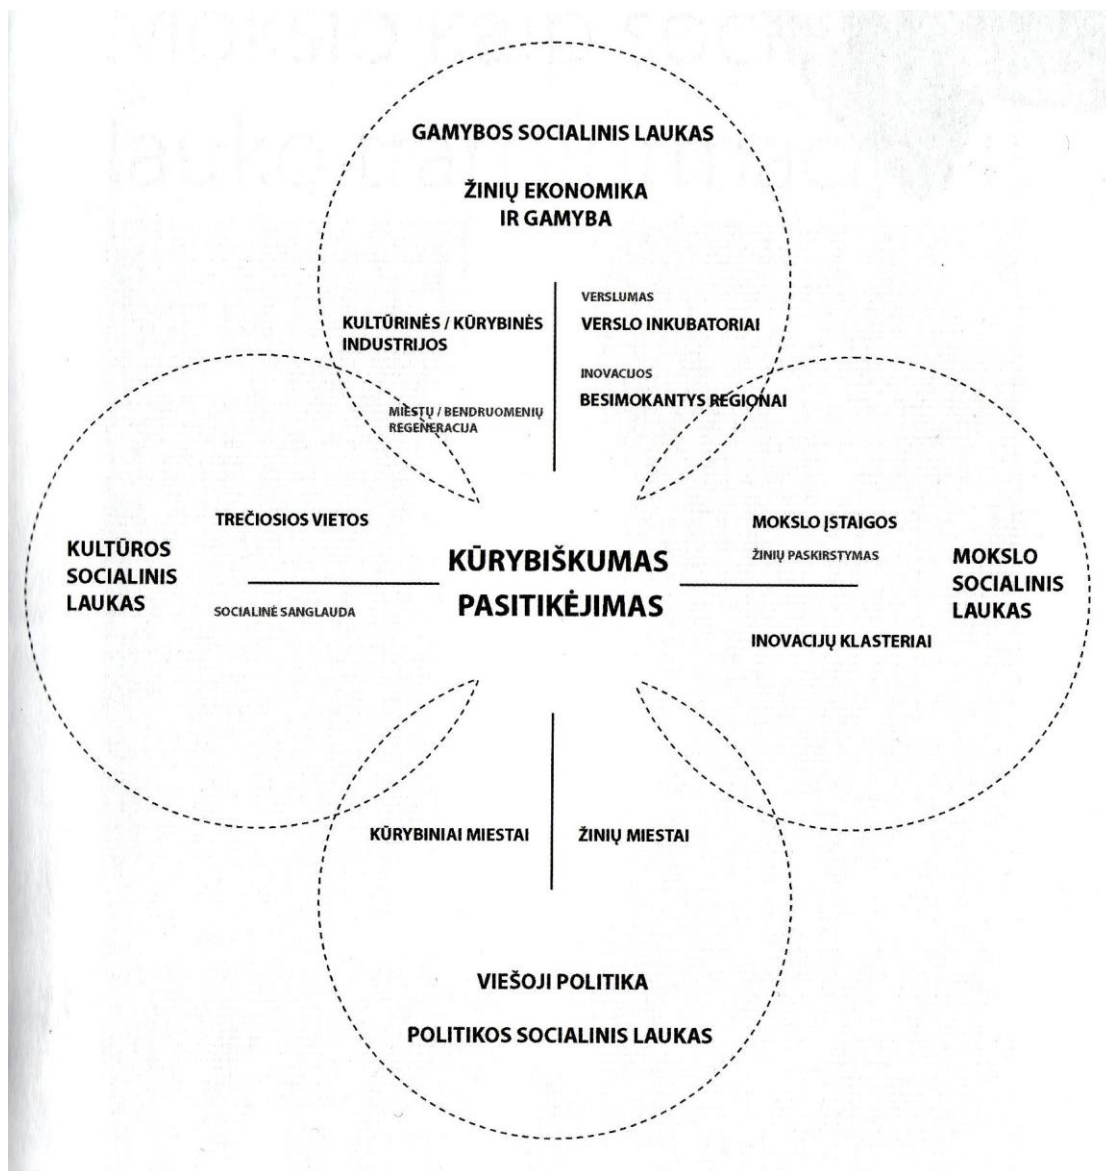 GAMYBOS SOCIALINIS LAUKAS
ŽINIŲ EKONOMIKA
IR GAMYBA
KULTŪRINĖS / KŪRYBINĖS
INDUSTRIJOS
MIESTŲ / BENDRUOMENIŲ
REGENERACIJA
VERSLUMAS
VERSLO INKUBATORIAI
INOVACIJOS
BESIMOKANTYS REGIONAI
KULTŪROS
SOCIALINIS
LAUKAS
TREČIOSIOS VIETOS
SOCIALINĖ SANGLAUDA
KŪRYBIŠKUMAS
PASITIKĖJIMAS
MOKSLO ĮSTAIGOS
ŽINIŲ PASKIRSTYMAS
INOVACIJŲ KLASTERIAI
MOKSLO
SOCIALINIS
LAUKAS
KŪRYBINIAI MIESTAI
ŽINIŲ MIESTAI
VIEŠOJI POLITIKA
POLITIKOS SOCIALINIS LAUKAS